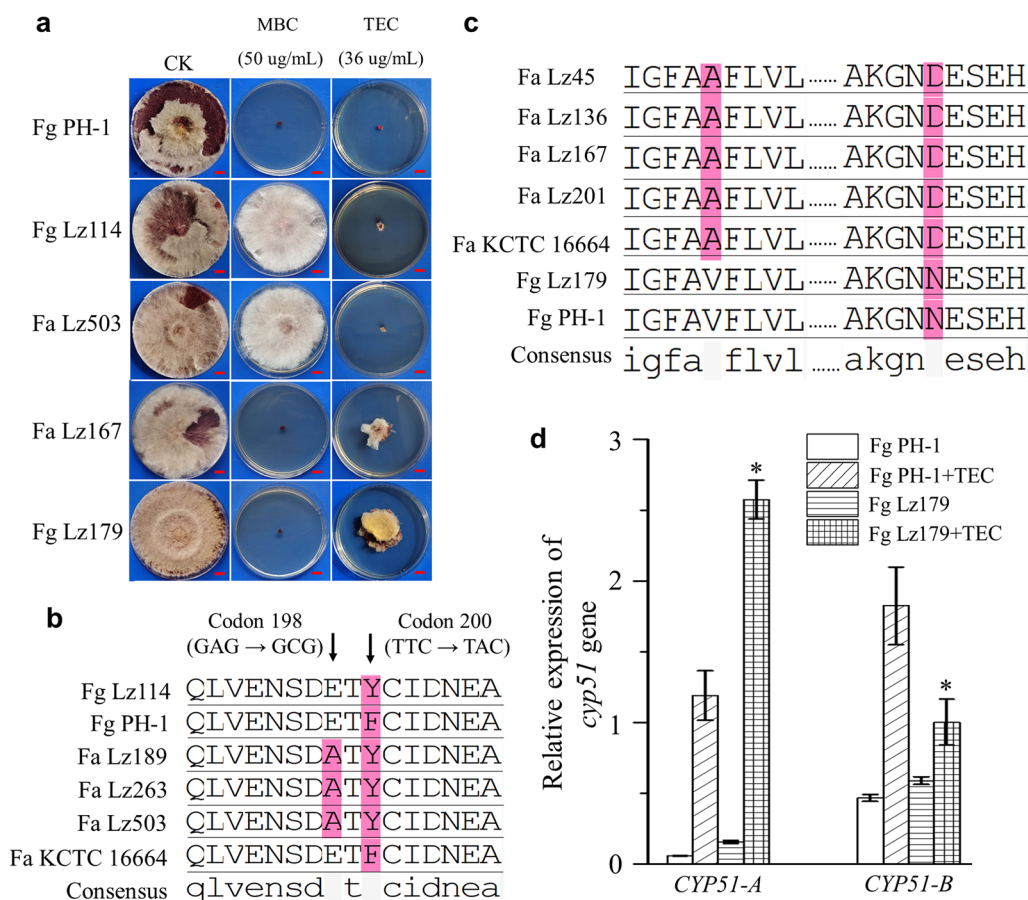 a
MBC
TEC
CK
(50 ug/mL)
(36 ug/mL)
Fg PH-1
Fg Lz114
Fa Lz503
Fa Lz167
Fg Lz179
b
Codon 198
(GAG → GCG)
Codon 200
(TTC → TAC)
Fg Lz114 QLVENSDETYCIDNEA
Fg PH-1 QLVENSDETFCIDNEA
Fa Lz189 QLVENSDATYCIDNEA
Fa Lz263 QLVENSDATYCIDNEA
Fa Lz503 QLVENSDATYCIDNEA
Fa KCTC 16664 QLVENSDETFCIDNEA
Consensus qlvensd t cidnea
c
Fa Lz45 IGFAAFLVL ...... AKGNDESEH
Fa Lz136 IGFAAFLVL ...... AKGNDESEH
Fa Lz167 IGFAAFLVL ...... AKGNDESEH
Fa Lz201 IGFAAFLVL ...... AKGNDESEH
Fa KCTC 16664 IGFAAFLVL ...... AKGNDESEH
Fg Lz179 IGFAVFLVL ...... AKGNNESEH
Fg PH-1 IGFAVFLVL ...... AKGNNESEH
Consensus igfa flvl ...... akgn eseh
d
Relative expression of
cyp51 gene
3
2
1
0
Fg PH-1
Fg PH-1+TEC
Fg Lz179
Fg Lz179+TEC
*
*
CYP51-A
CYP51-B